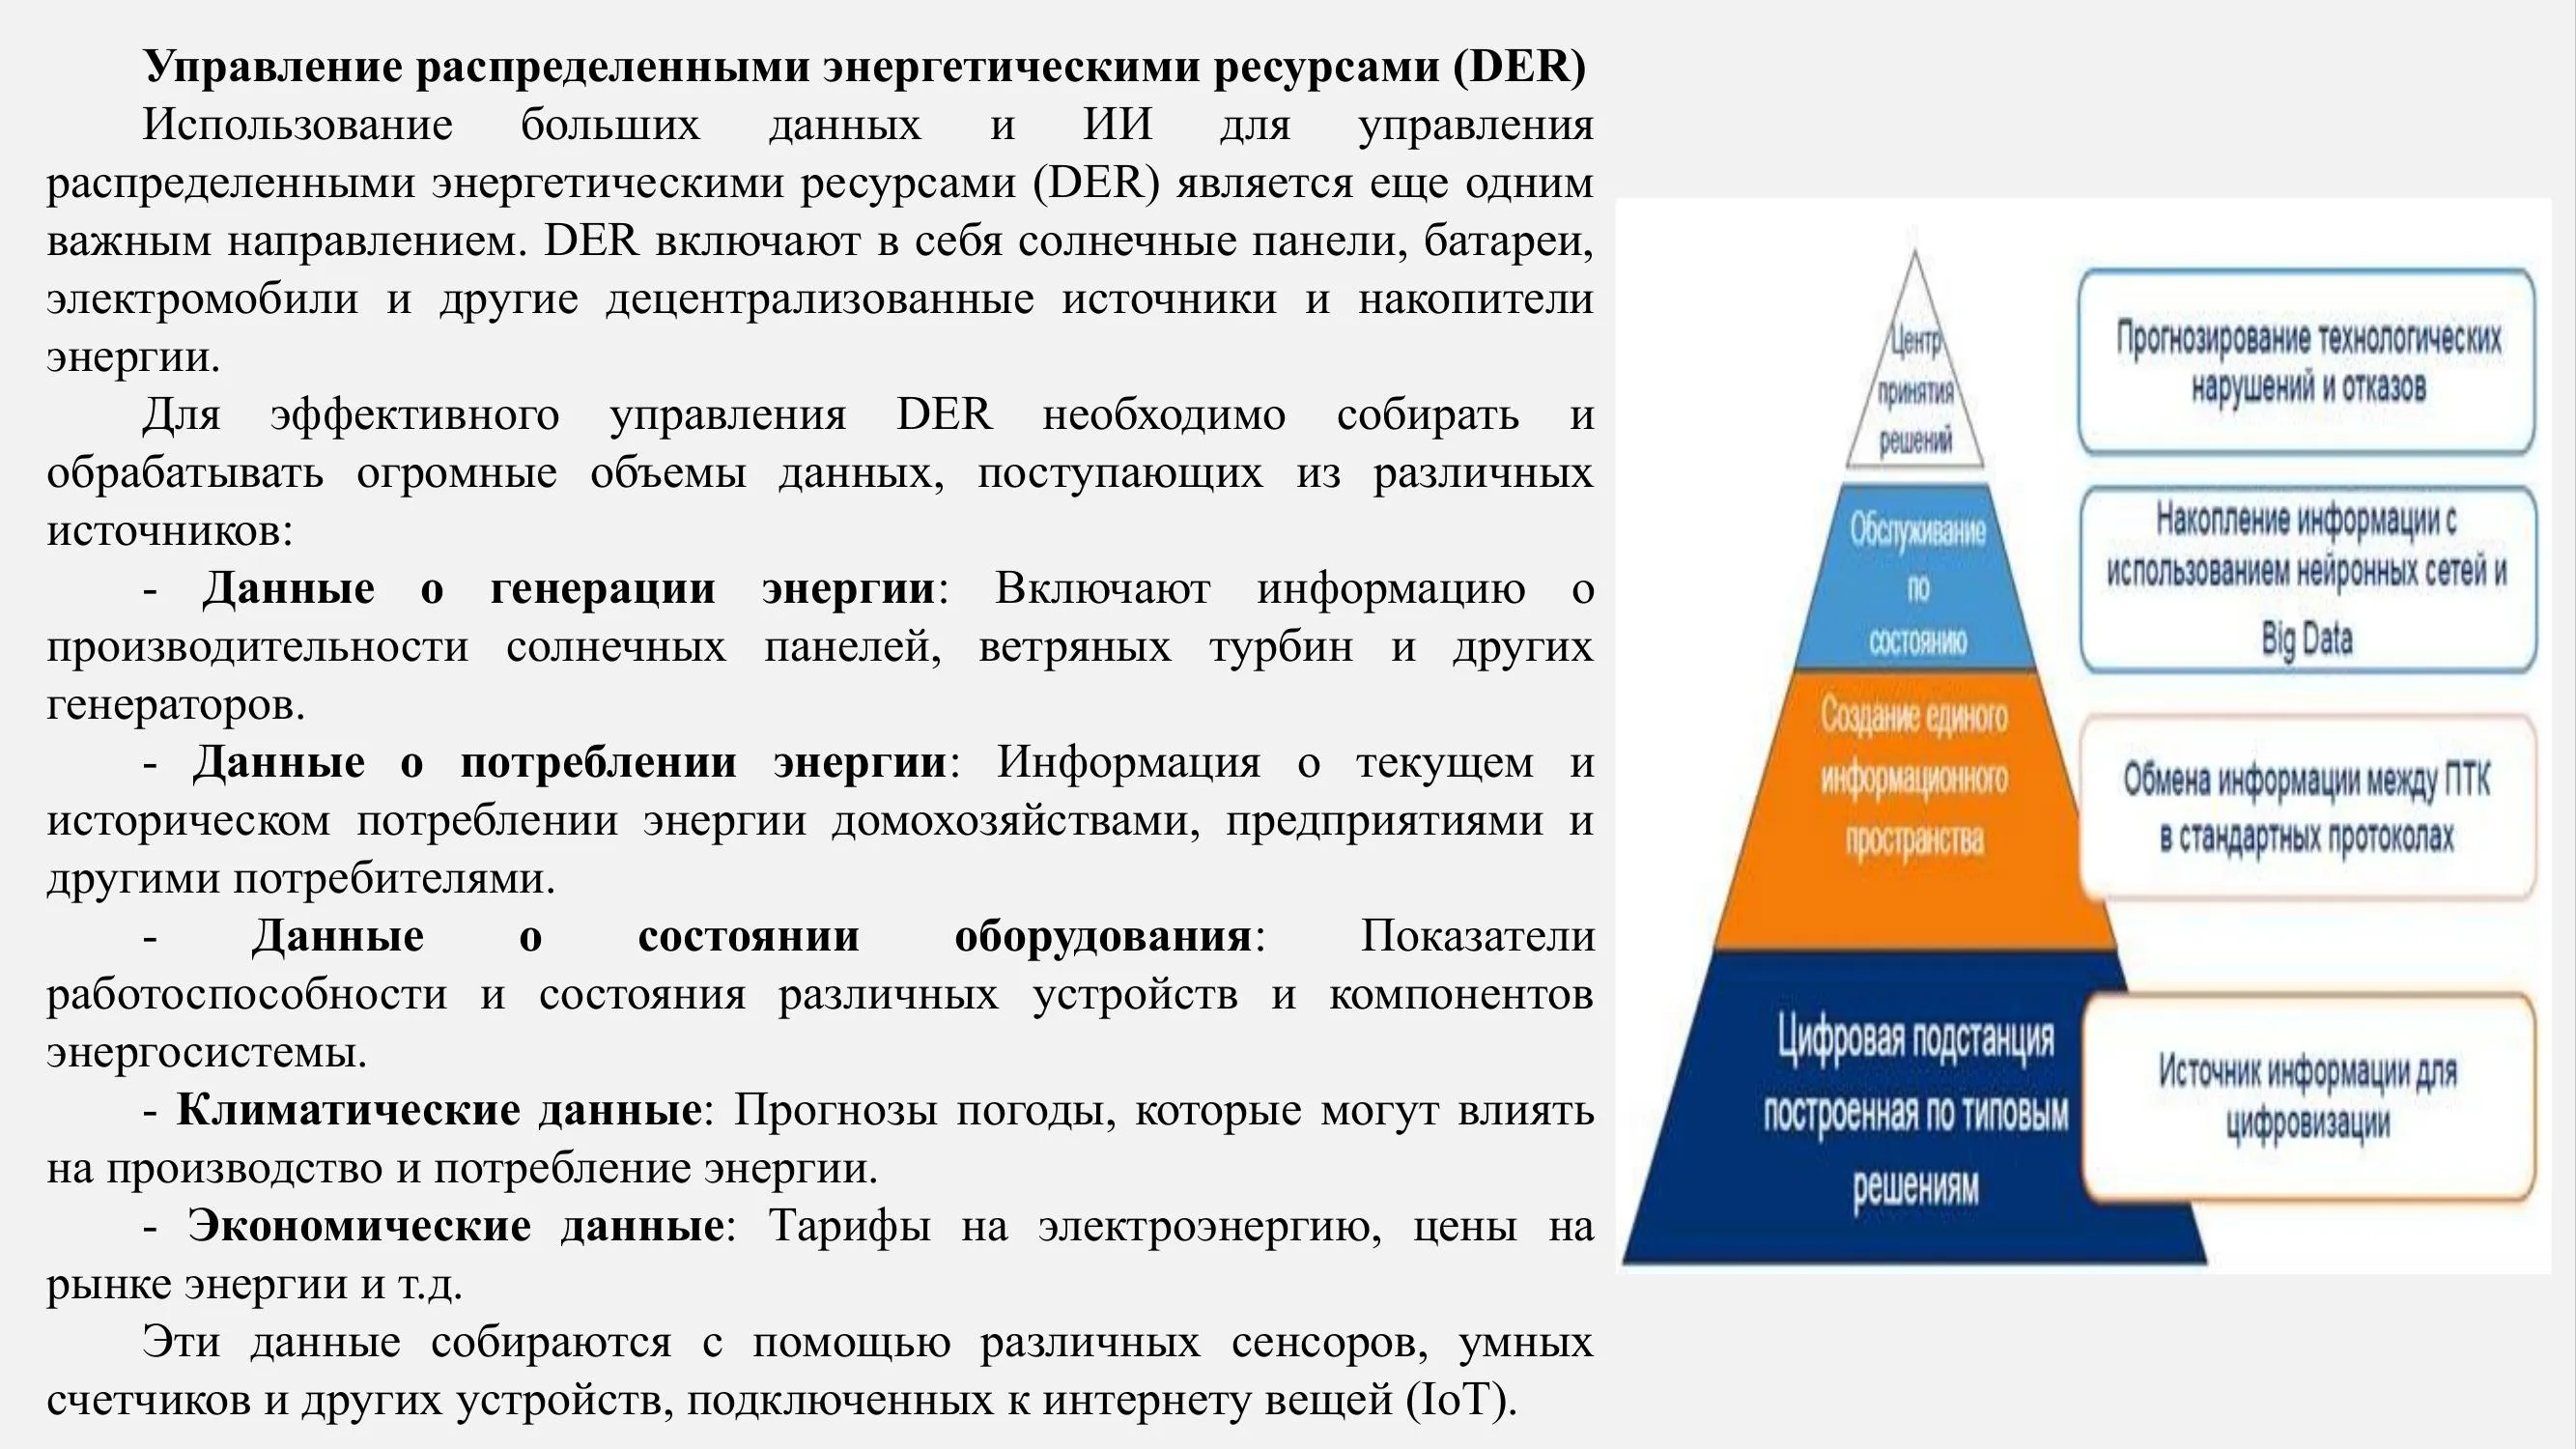 Управление распределенными энергетическими ресурсами (DER)
Использование больших данных и ИИ для управления
распределенными энергетическими ресурсами (DER) является еще одним
важным направлением. DER включают в себя солнечные панели, батареи,
электромобили и другие децентрализованные источники и накопители
энергии.
Для эффективного управления DER необходимо собирать и
обрабатывать огромные объемы данных, поступающих из различных
источников:
- Данные о генерации энергии: Включают информацию о
производительности солнечных панелей, ветряных турбин и других
генераторов.
- Данные о потреблении энергии: Информация о текущем и
историческом потреблении энергии домохозяйствами, предприятиями и
другими потребителями.
- Данные о состоянии оборудования: Показатели
работоспособности и состояния различных устройств и компонентов
энергосистемы.
- Климатические данные: Прогнозы погоды, которые могут влиять
на производство и потребление энергии.
- Экономические данные: Тарифы на электроэнергию, цены на
рынке энергии и т.д.
Эти данные собираются с помощью различных сенсоров, умных
счетчиков и других устройств, подключенных к интернету вещей (IoT).
Центр
принятия
решений
Прогнозирование технологических
нарушений и отказов
Обслуживание
по
состоянию
Накопление информации с
использованием нейронных сетей и
Big Data
Создание единого
информационного
пространства
Обмена информации между ПТК
в стандартных протоколах
Цифровая подстанция
построенная по типовым
решениям
Источник информации для
цифровизации